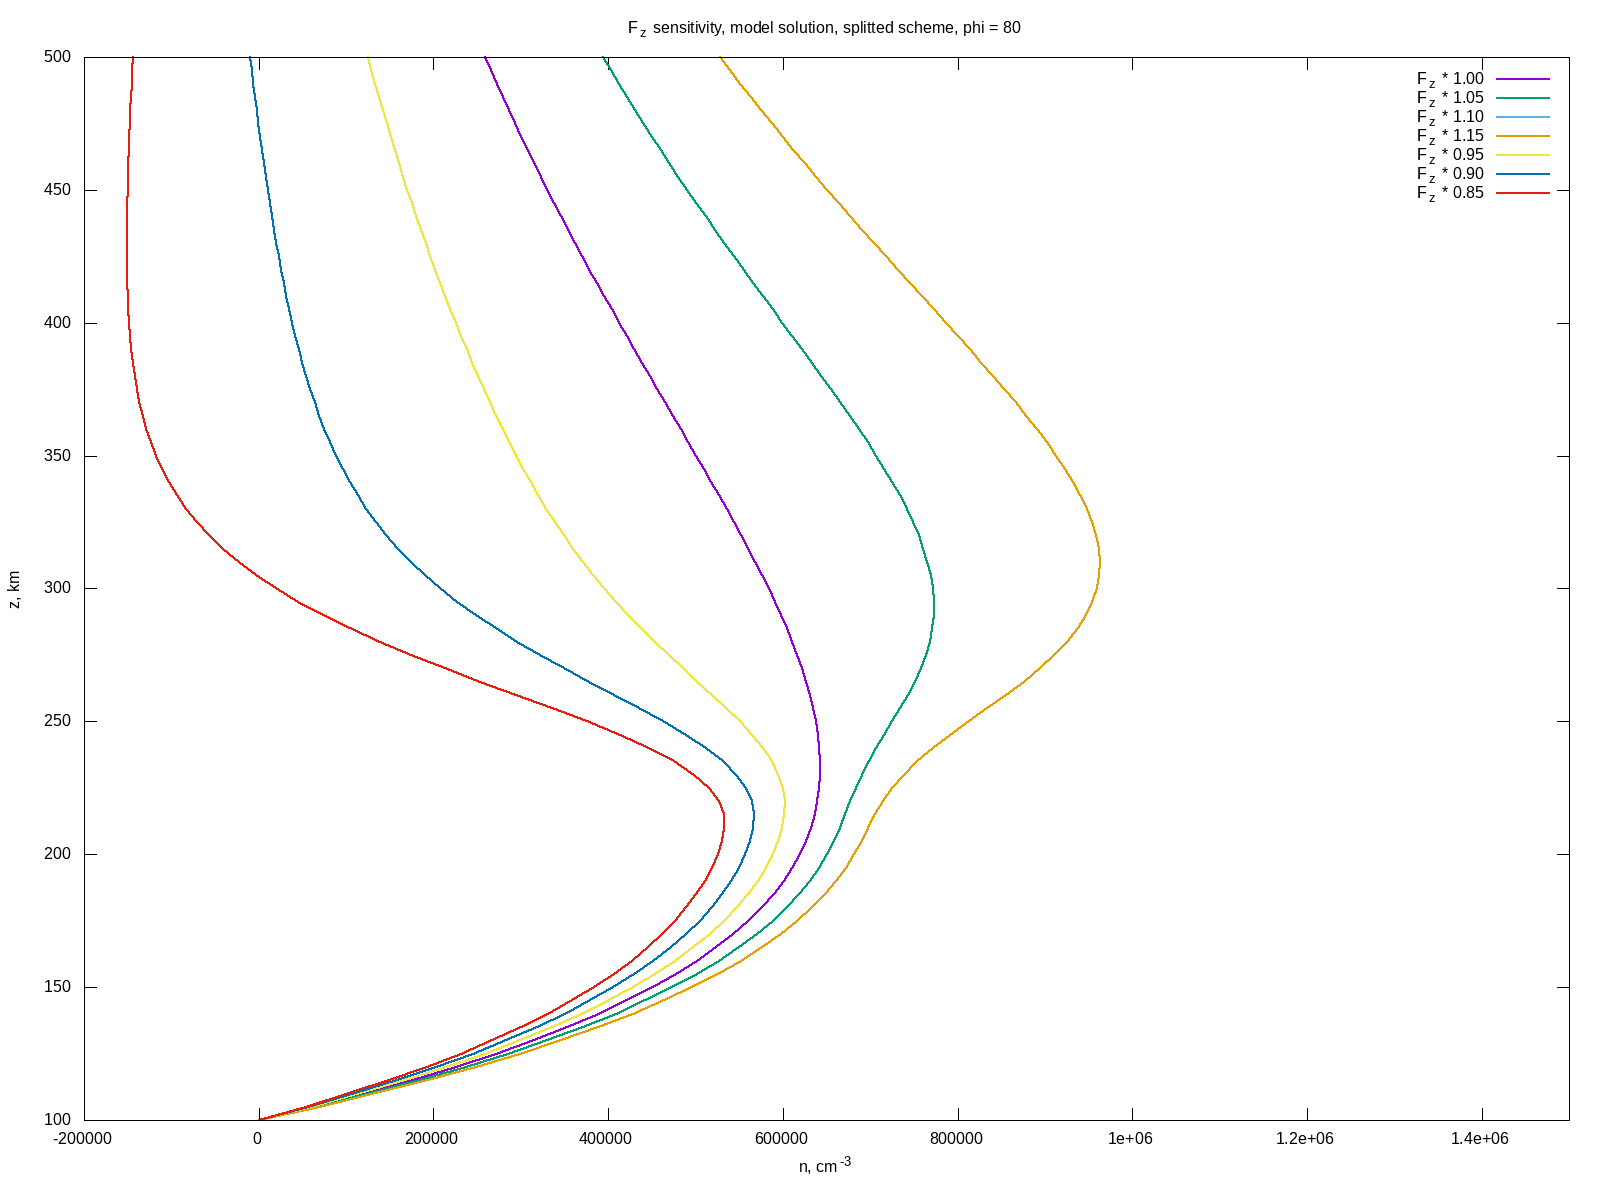 F z sensitivity, model solution, splitted scheme, phi = 80
500
450
400
350
300
250
200
150
100
z, km
F z * 1.00
F z * 1.05
F z * 1.10
F z * 1.15
F z * 0.95
F z * 0.90
F z * 0.85
-200000 0 200000 400000 600000 800000 1e+06 1.2e+06 1.4e+06
n, cm -3